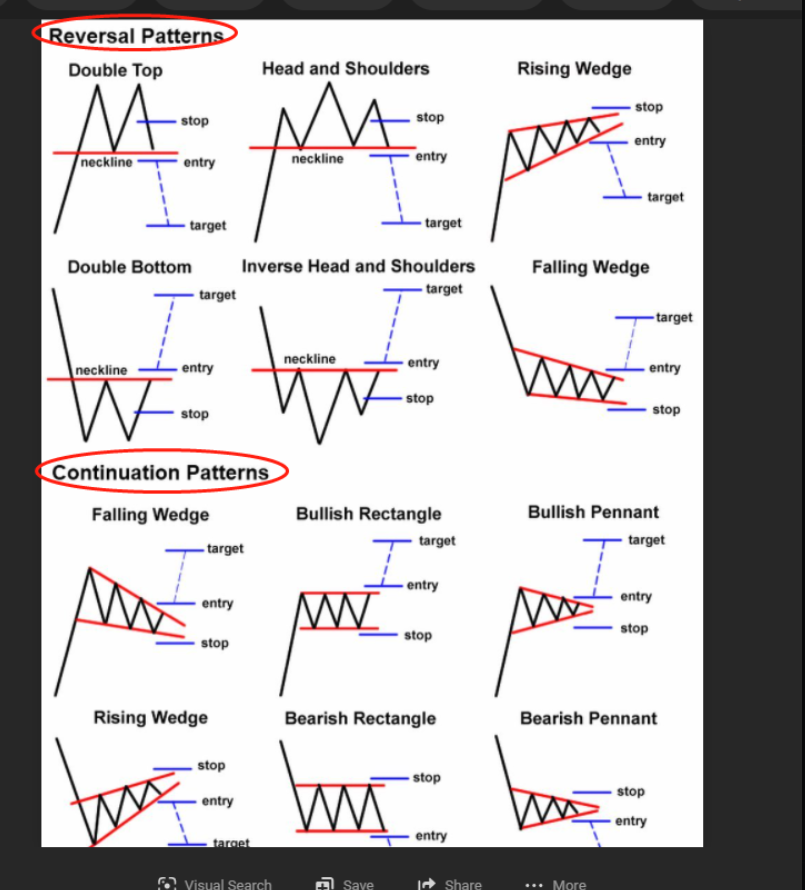 Reversal Patterns
Double Top
Head and Shoulders
Rising Wedge
stop
neckline
entry
target
stop
neckline
entry
target
stop
entry
target
Double Bottom
Inverse Head and Shoulders
Falling Wedge
target
neckline
entry
stop
target
neckline
entry
stop
target
entry
stop
Continuation Patterns
Falling Wedge
Bullish Rectangle
Bullish Pennant
target
entry
stop
target
entry
stop
target
entry
stop
Rising Wedge
Bearish Rectangle
Bearish Pennant
stop
entry
target
stop
entry
stop
entry
Visual Search
Save
Share
More